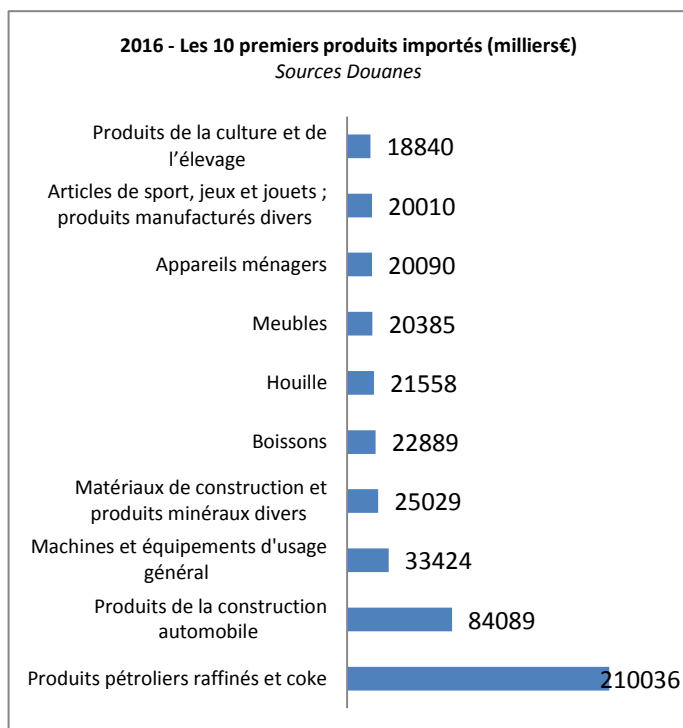 2016 - Les 10 premiers produits importés (milliers€)
Sources Douanes
Produits de la culture et de
l’élevage
18840
Articles de sport, jeux et jouets ;
produits manufacturés divers
20010
Appareils ménagers
20090
Meubles
20385
Houille
21558
Boissons
22889
Matériaux de construction et
produits minéraux divers
25029
Machines et équipements d'usage
général
33424
Produits de la construction
automobile
84089
Produits pétroliers raffinés et coke
210036